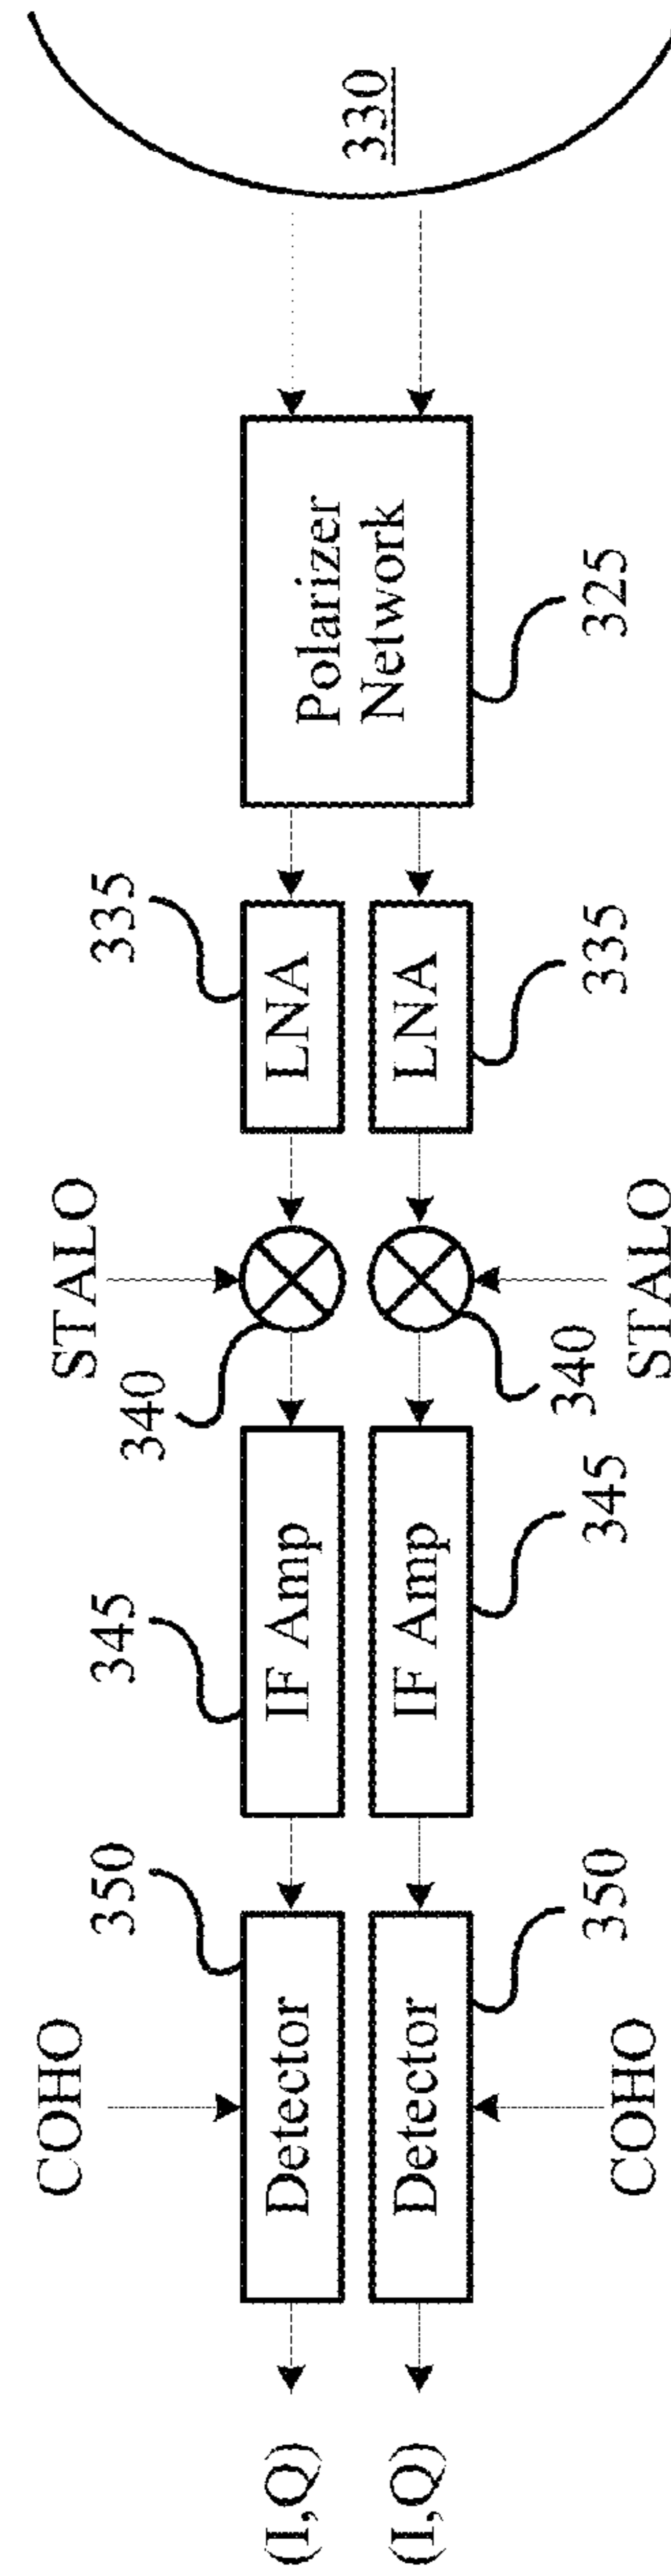 COHO
STALO
350
345
340
335
330
(I,Q)
Detector
IF Amp
LNA
Polarizer
Network
(I,Q)
Detector
IF Amp
LNA
350
345
340
335
325
COHO
STALO